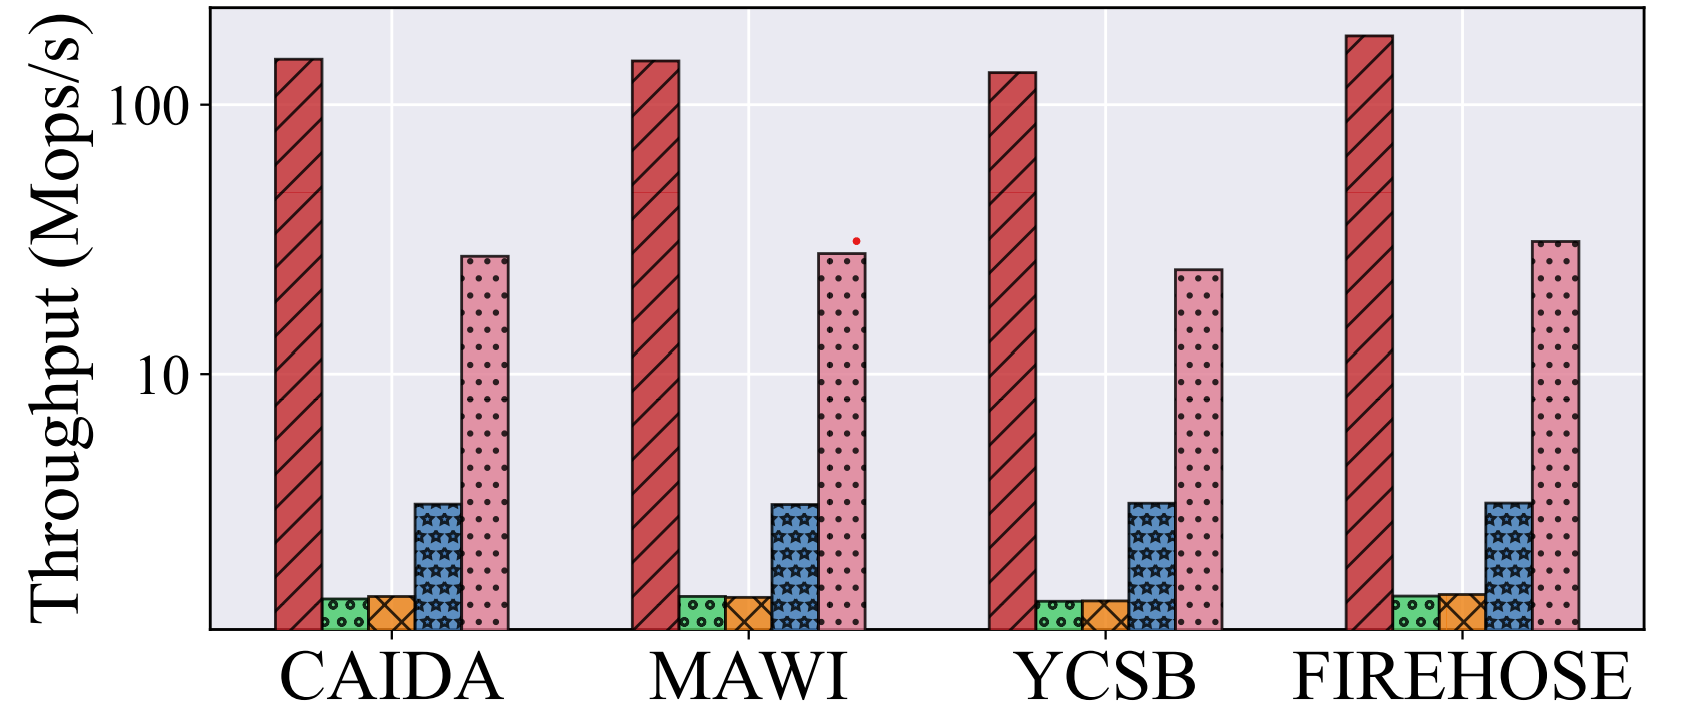 Throughput (Mops/s)
100
10
CAIDA MAWI YCSB FIREHOSE